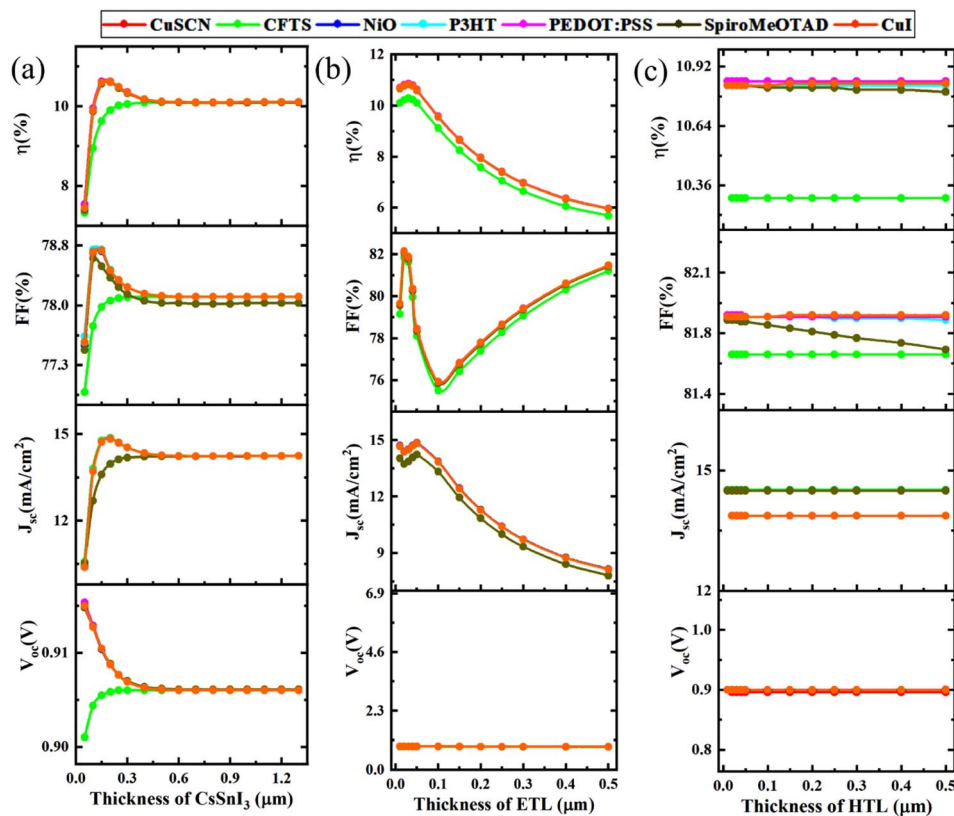 CuSCN CFTS NiO P3HT PEDOT:PSS SpiroMeOTAD CuI
(a)
η(%)
10
8
FF(%)
78.8
78.0
77.3
Jsc(mA/cm²)
15
12
Voc(V)
0.91
0.90
0.0 0.3 0.6 0.9 1.2
Thickness of CsSnI₃ (µm)
(b)
η(%)
12
10
8
6
FF(%)
82
80
78
76
Jsc(mA/cm²)
15
12
9
Voc(V)
6.9
4.6
2.3
0.0
0.0 0.1 0.2 0.3 0.4 0.5
Thickness of ETL (µm)
(c)
η(%)
10.92
10.64
10.36
FF(%)
82.1
81.8
81.4
Jsc(mA/cm²)
15
12
Voc(V)
1.0
0.9
0.8
0.0 0.1 0.2 0.3 0.4 0.5
Thickness of HTL (µm)